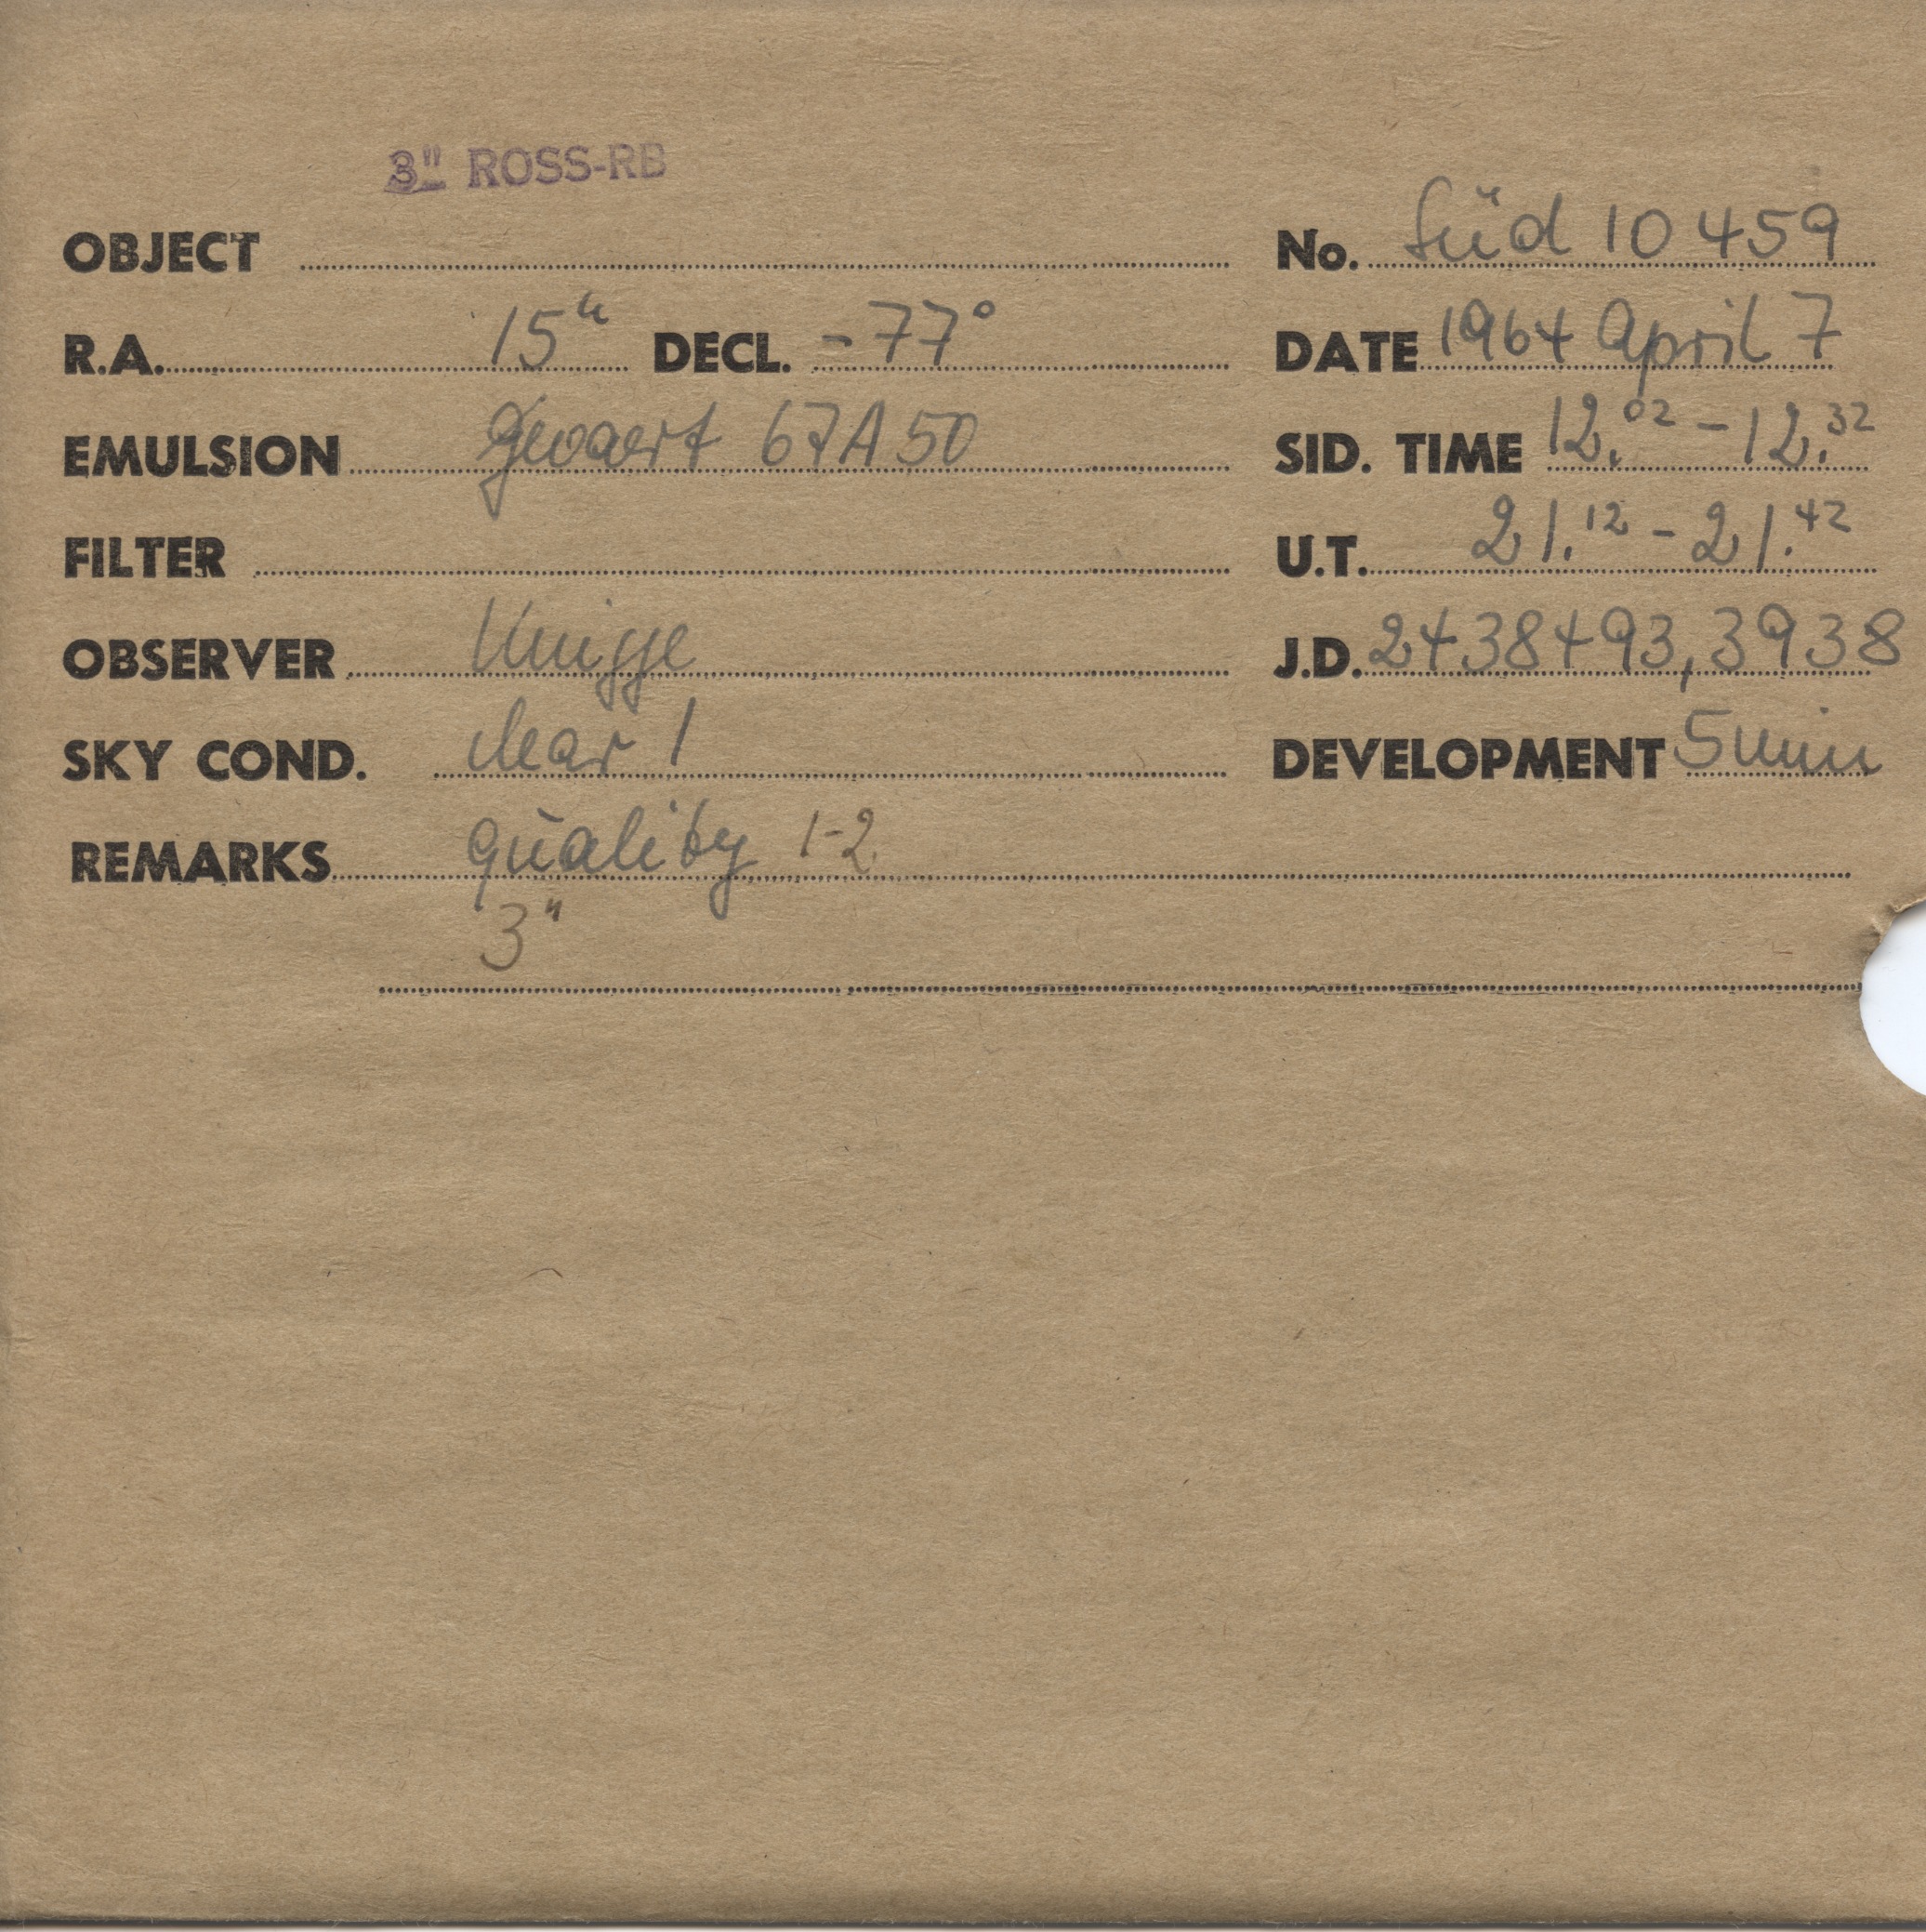 3" ROSS-RB
OBJECT No. Süd 10459
R.A. 15h DECL. -77° DATE 1964 April 7
EMULSION Gevaert 67A50 SID. TIME 12.02 - 12.32
FILTER U.T. 21.12 - 21.42
OBSERVER Knigge J.D. 2438493,3938
SKY COND. clear 1 DEVELOPMENT 5 min
REMARKS quality 1-2
3"